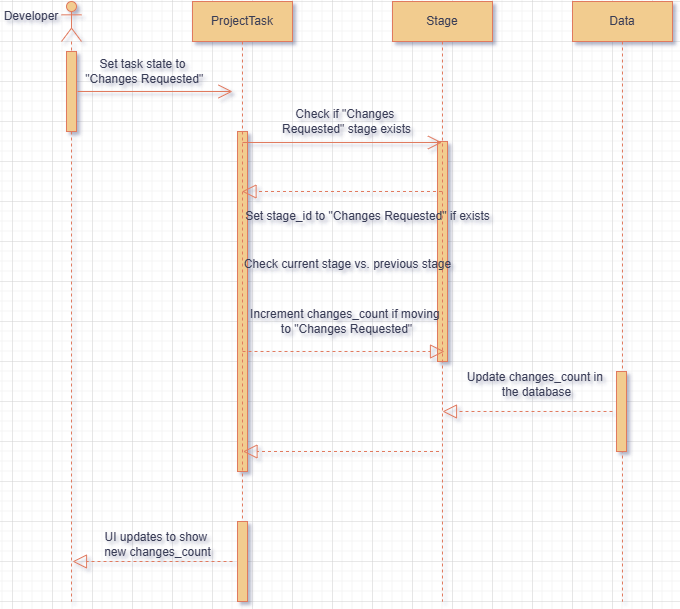 Developer
ProjectTask
Stage
Data
Set task state to
"Changes Requested"
Check if "Changes
Requested" stage exists
Set stage_id to "Changes Requested" if exists
Check current stage vs. previous stage
Increment changes_count if moving
to "Changes Requested"
Update changes_count in
the database
UI updates to show
new changes_count